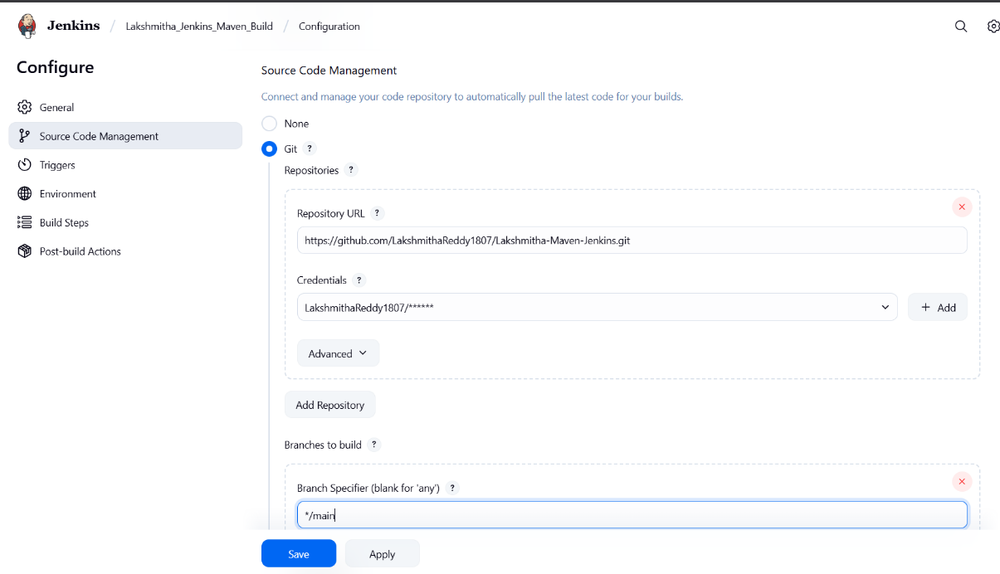 Jenkins / Lakshmitha_Jenkins_Maven_Build / Configuration
Configure
General
Source Code Management
Triggers
Environment
Build Steps
Post-build Actions
Source Code Management
Connect and manage your code repository to automatically pull the latest code for your builds.
None
Git ?
Repositories ?
Repository URL ?
https://github.com/LakshmithaReddy1807/Lakshmitha-Maven-Jenkins.git
Credentials ?
LakshmithaReddy1807/******
+ Add
Advanced
Add Repository
Branches to build ?
Branch Specifier (blank for 'any') ?
*/main
Save
Apply